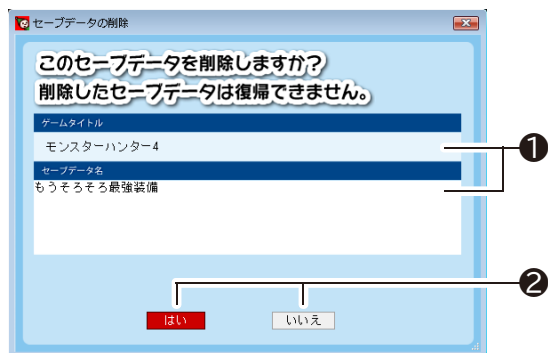 セーブデータの削除
このセーブデータを削除しますか?
削除したセーブデータは復帰できません。
ゲームタイトル
モンスターハンター4
❶
セーブデータ名
もうそろそろ最強装備
❷
はい
いいえ